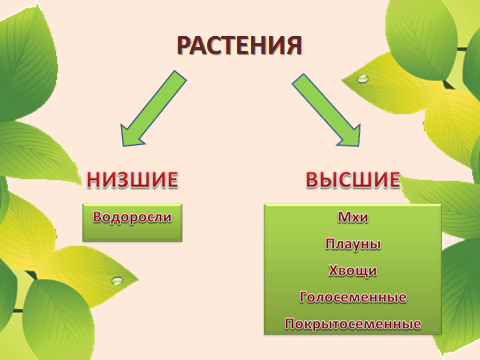 РАСТЕНИЯ
НИЗШИЕ
Водоросли
ВЫСШИЕ
Мхи
Плауны
Хвощи
Голосеменные
Покрытосеменные